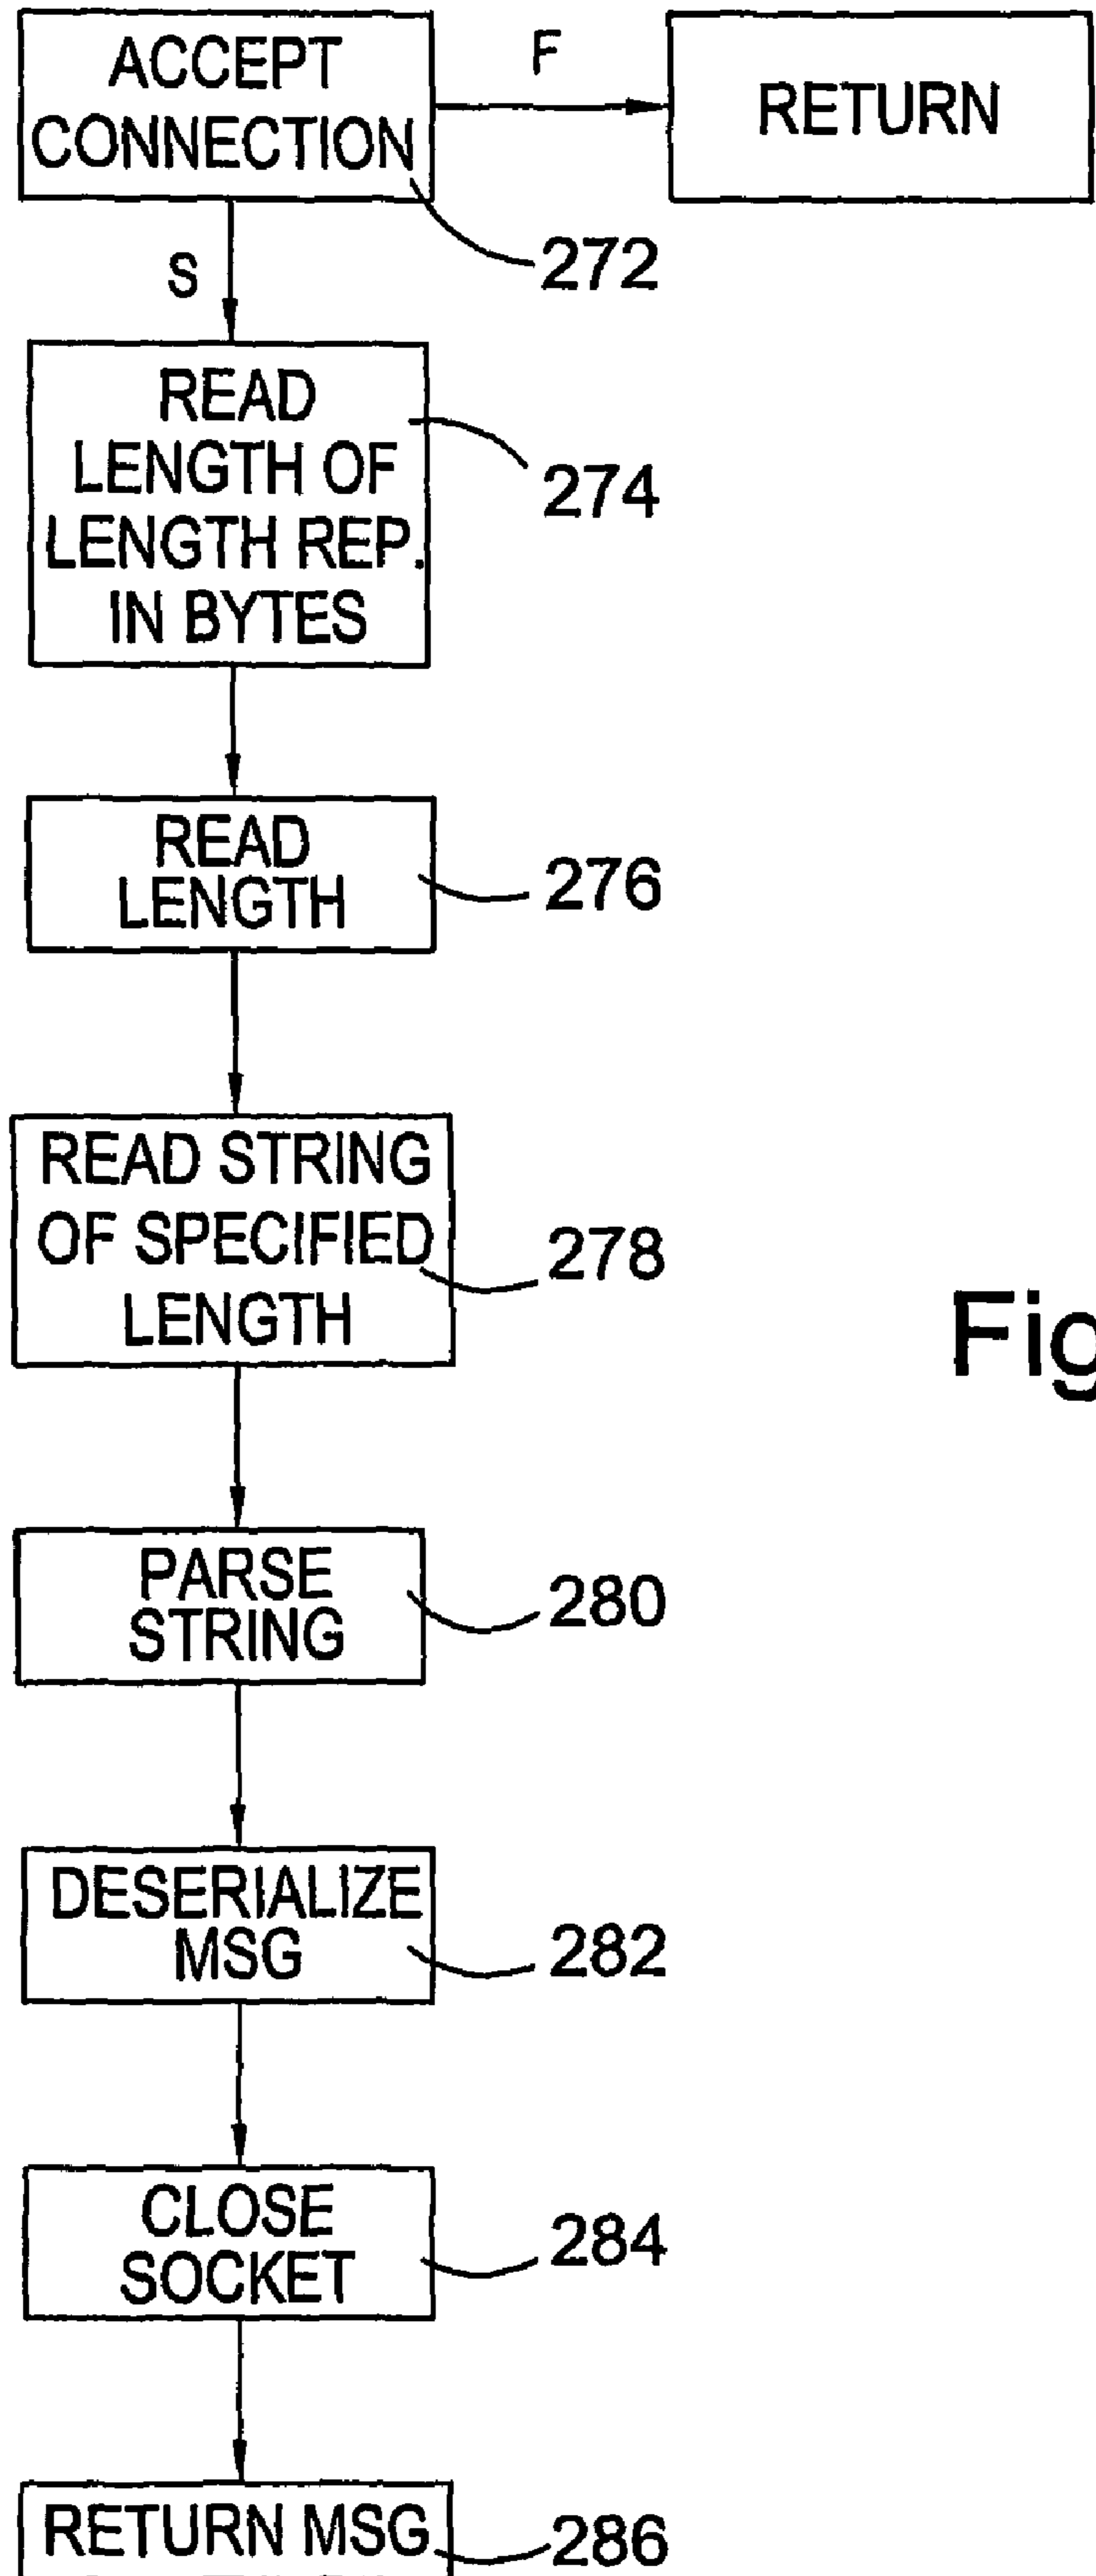 ACCEPT
CONNECTION
F
RETURN
272
S
READ
LENGTH OF
LENGTH REP.
IN BYTES
274
READ
LENGTH
276
READ STRING
OF SPECIFIED
LENGTH
278
Fig
PARSE
STRING
280
DESERIALIZE
MSG
282
CLOSE
SOCKET
284
RETURN MSG
286